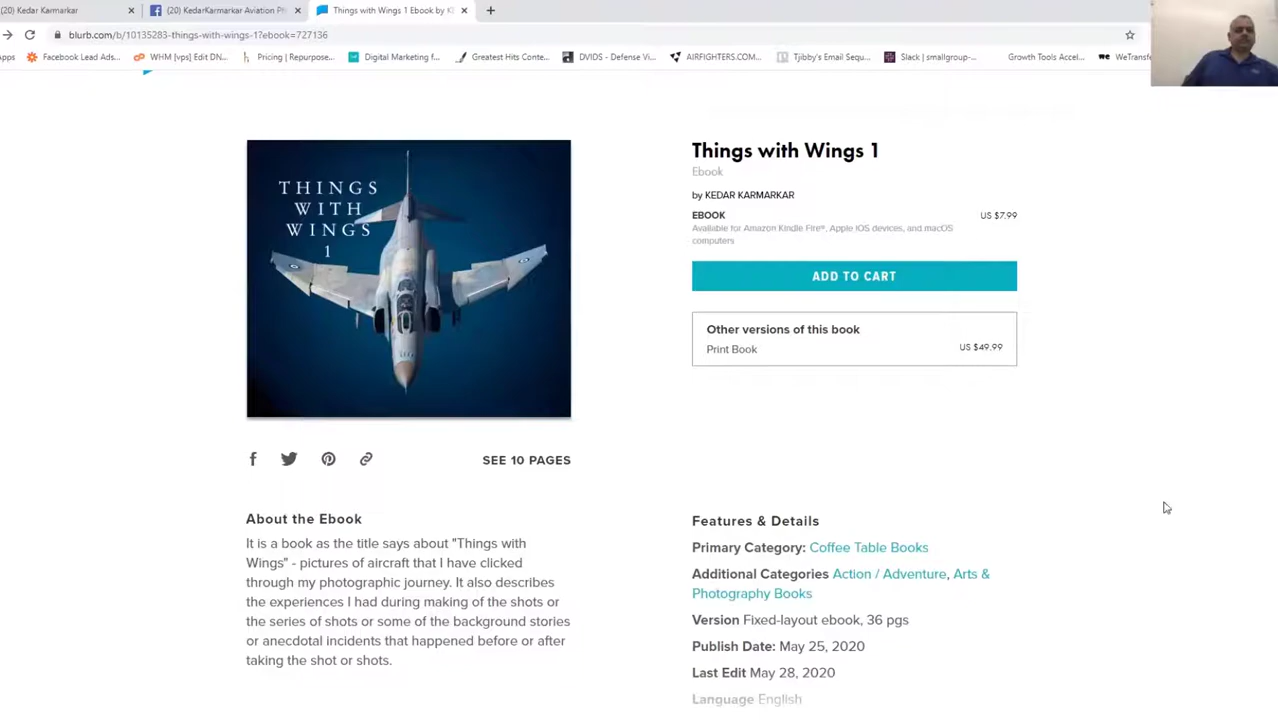 (20) Kedar Karmarkar
(20) KedarKarmarkar Aviation Ph
Things with Wings 1 Ebook by K
blurb.com/b/10135283-things-with-wings-1?ebook=727136
Apps
Facebook Lead Ads...
WHM [vps] Edit DN...
Pricing | Repurpose...
Digital Marketing f...
Greatest Hits Conte...
DVIDS - Defense Vi...
AIRFIGHTERS.COM...
Tjibby's Email Sequ...
Slack | smallgroup-...
Growth Tools Accel...
WeTransfe
THINGS
WITH
WINGS
1
Things with Wings 1
Ebook
by KEDAR KARMARKAR
EBOOK US $7.99
Available for Amazon Kindle Fire®, Apple iOS devices, and macOS
computers
ADD TO CART
Other versions of this book
Print Book US $49.99
SEE 10 PAGES
About the Ebook
It is a book as the title says about "Things with
Wings" - pictures of aircraft that I have clicked
through my photographic journey. It also describes
the experiences I had during making of the shots or
the series of shots or some of the background stories
or anecdotal incidents that happened before or after
taking the shot or shots.
Features & Details
Primary Category: Coffee Table Books
Additional Categories Action / Adventure, Arts &
Photography Books
Version Fixed-layout ebook, 36 pgs
Publish Date: May 25, 2020
Last Edit May 28, 2020
Language English